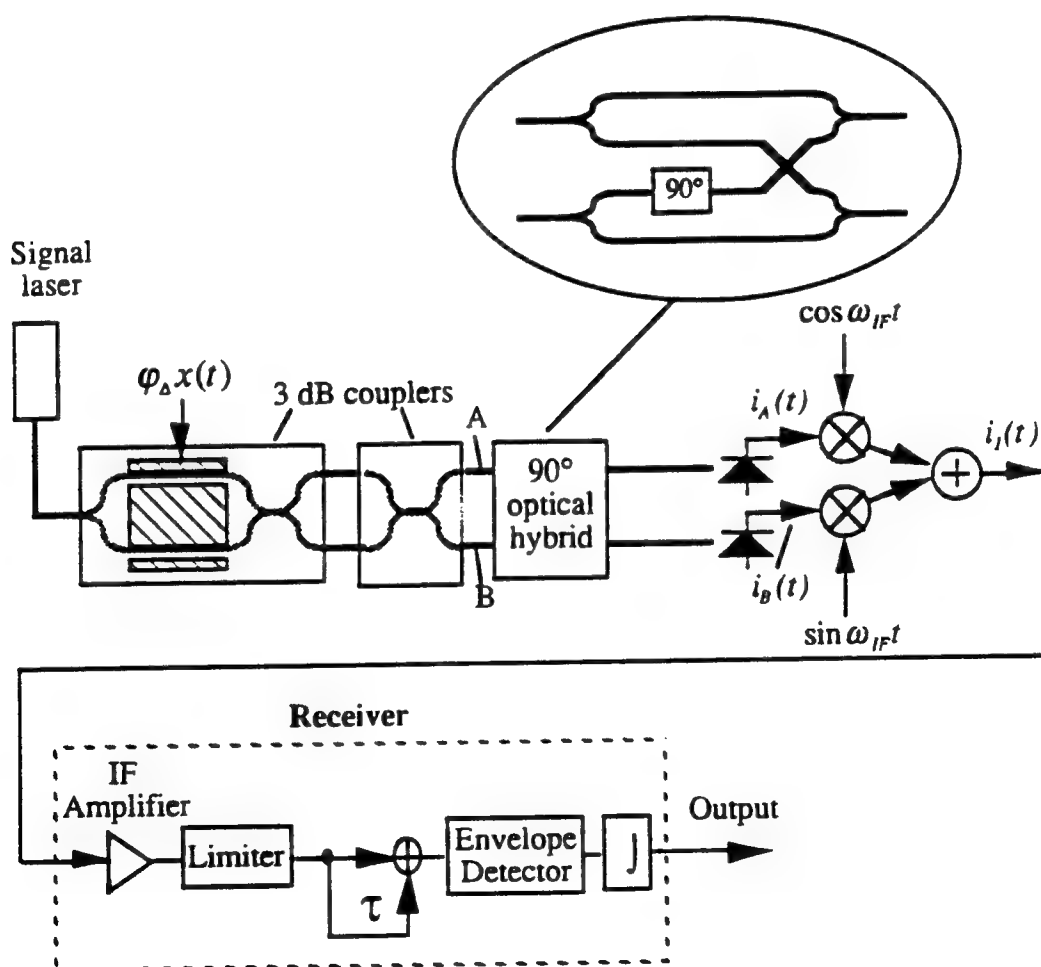 90°
Signal
laser
cos ω_IF t
φ_Δ x(t)
3 dB couplers
A
i_A(t)
i_I(t)
90°
optical
hybrid
B
i_B(t)
sin ω_IF t
Receiver
IF
Amplifier
Limiter
τ
Envelope
Detector
∫
Output